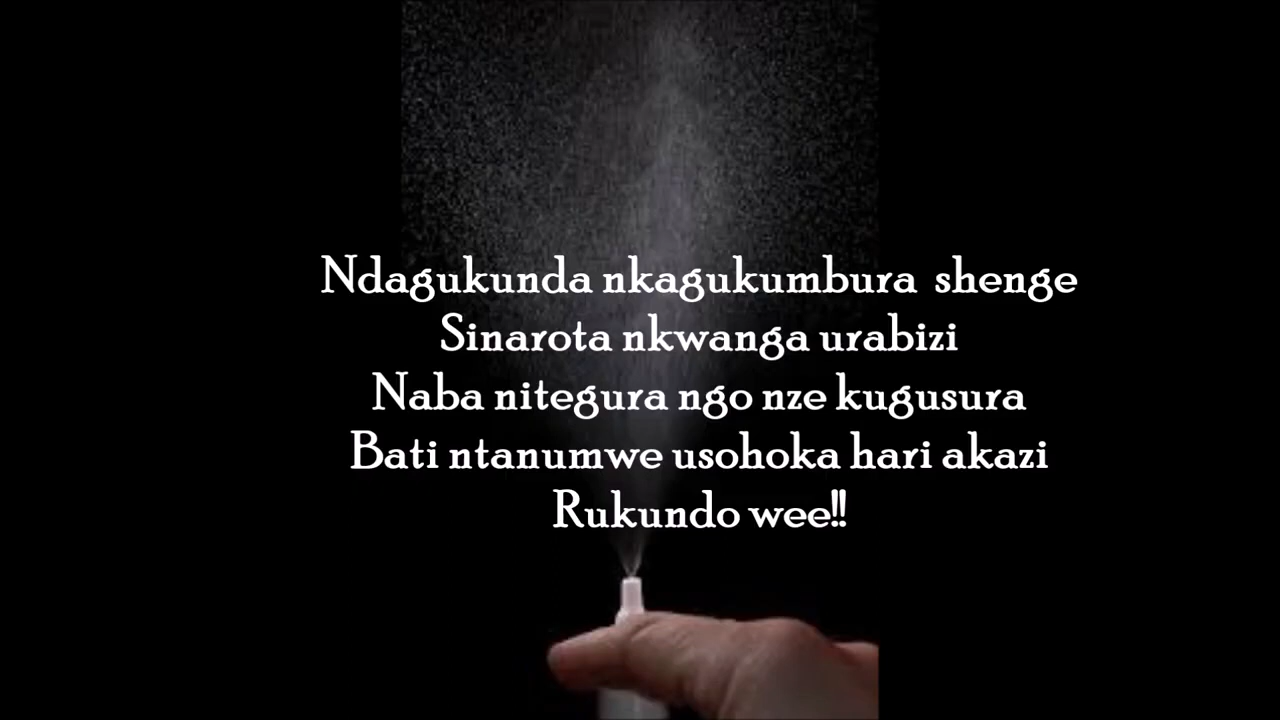 Ndagukunda nkagukumbura shenge
Sinarota nkwanga urabizi
Naba nitegura ngo nze kugusura
Bati ntanumwe usohoka hari akazi
Rukundo wee!!